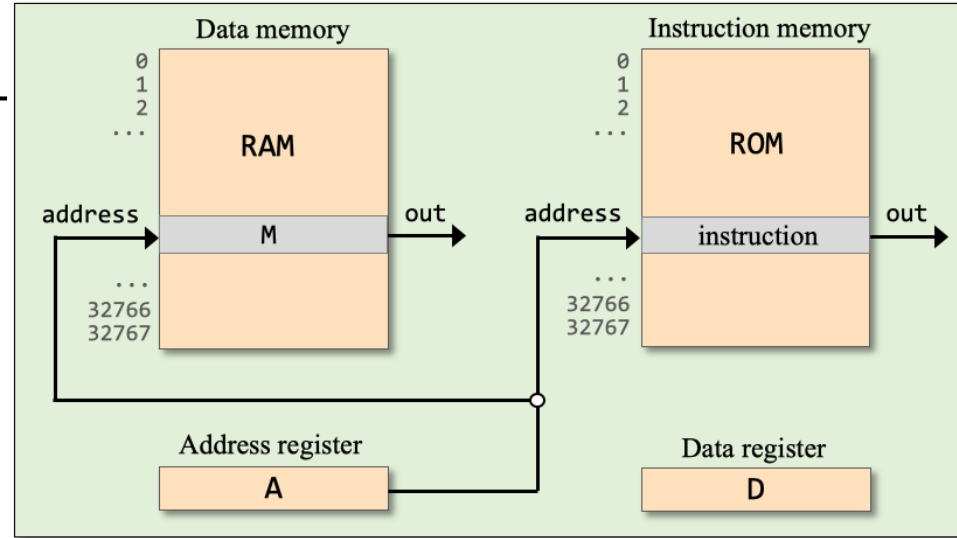 Data memory
0
1
2
...
RAM
address
M
out
...
32766
32767
Instruction memory
0
1
2
...
ROM
address
instruction
out
...
32766
32767
Address register
A
Data register
D